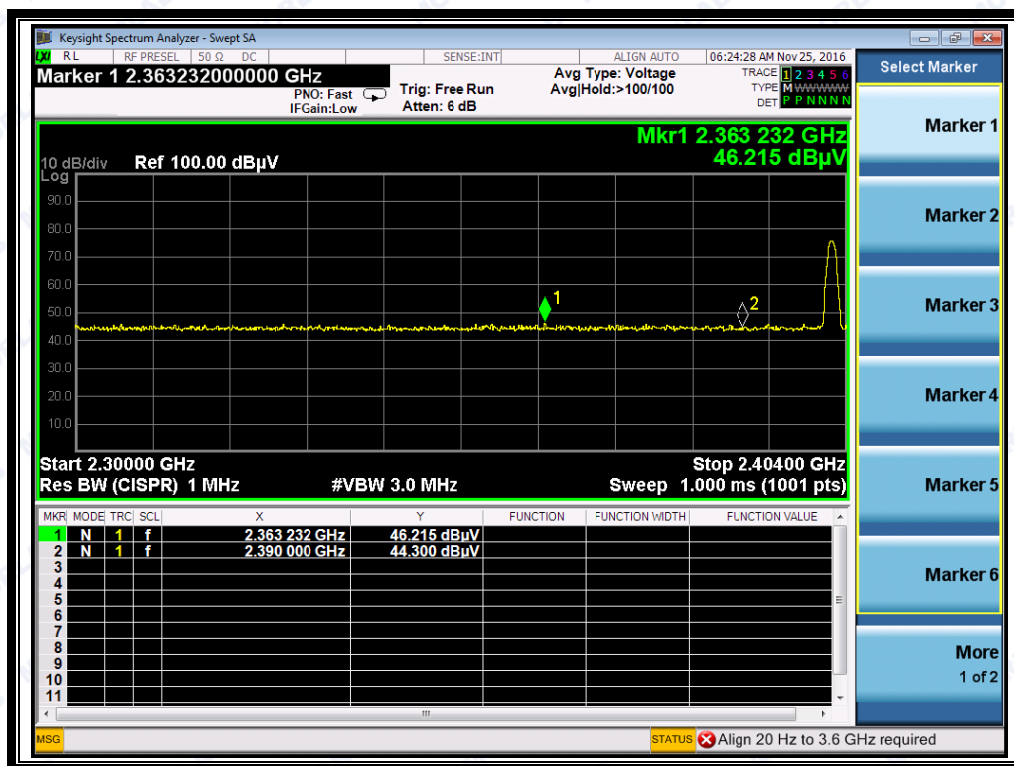 Keysight Spectrum Analyzer - Swept SA
LXI RL RF PRESEL 50 Ω DC SENSE:INT ALIGN AUTO 06:24:28 AM Nov 25, 2016
Marker 1 2.363232000000 GHz
PNO: Fast
IFGain:Low
Trig: Free Run
Atten: 6 dB
Avg Type: Voltage
Avg|Hold:>100/100
TRACE 1 2 3 4 5 6
TYPE M W W W W W
DET P P N N N N
Mkr1 2.363 232 GHz
46.215 dBµV
10 dB/div Ref 100.00 dBµV
Log
90.0
80.0
70.0
60.0
50.0
40.0
30.0
20.0
10.0
1
2
Start 2.30000 GHz Stop 2.40400 GHz
Res BW (CISPR) 1 MHz #VBW 3.0 MHz Sweep 1.000 ms (1001 pts)
MKR MODE TRC SCL X Y FUNCTION FUNCTION WIDTH FUNCTION VALUE
1 N 1 f 2.363 232 GHz 46.215 dBµV
2 N 1 f 2.390 000 GHz 44.300 dBµV
3
4
5
6
7
8
9
10
11
MSG STATUS Align 20 Hz to 3.6 GHz required
Select Marker
Marker 1
Marker 2
Marker 3
Marker 4
Marker 5
Marker 6
More
1 of 2